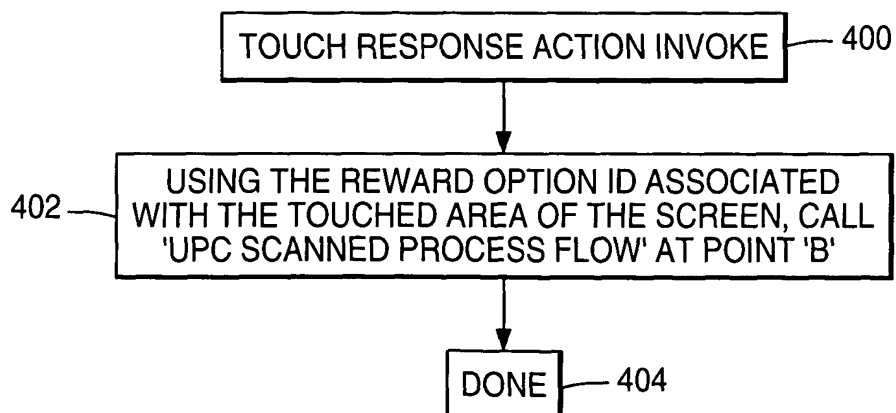 TOUCH RESPONSE ACTION INVOKE
400
402
USING THE REWARD OPTION ID ASSOCIATED
WITH THE TOUCHED AREA OF THE SCREEN, CALL
'UPC SCANNED PROCESS FLOW' AT POINT 'B'
DONE
404